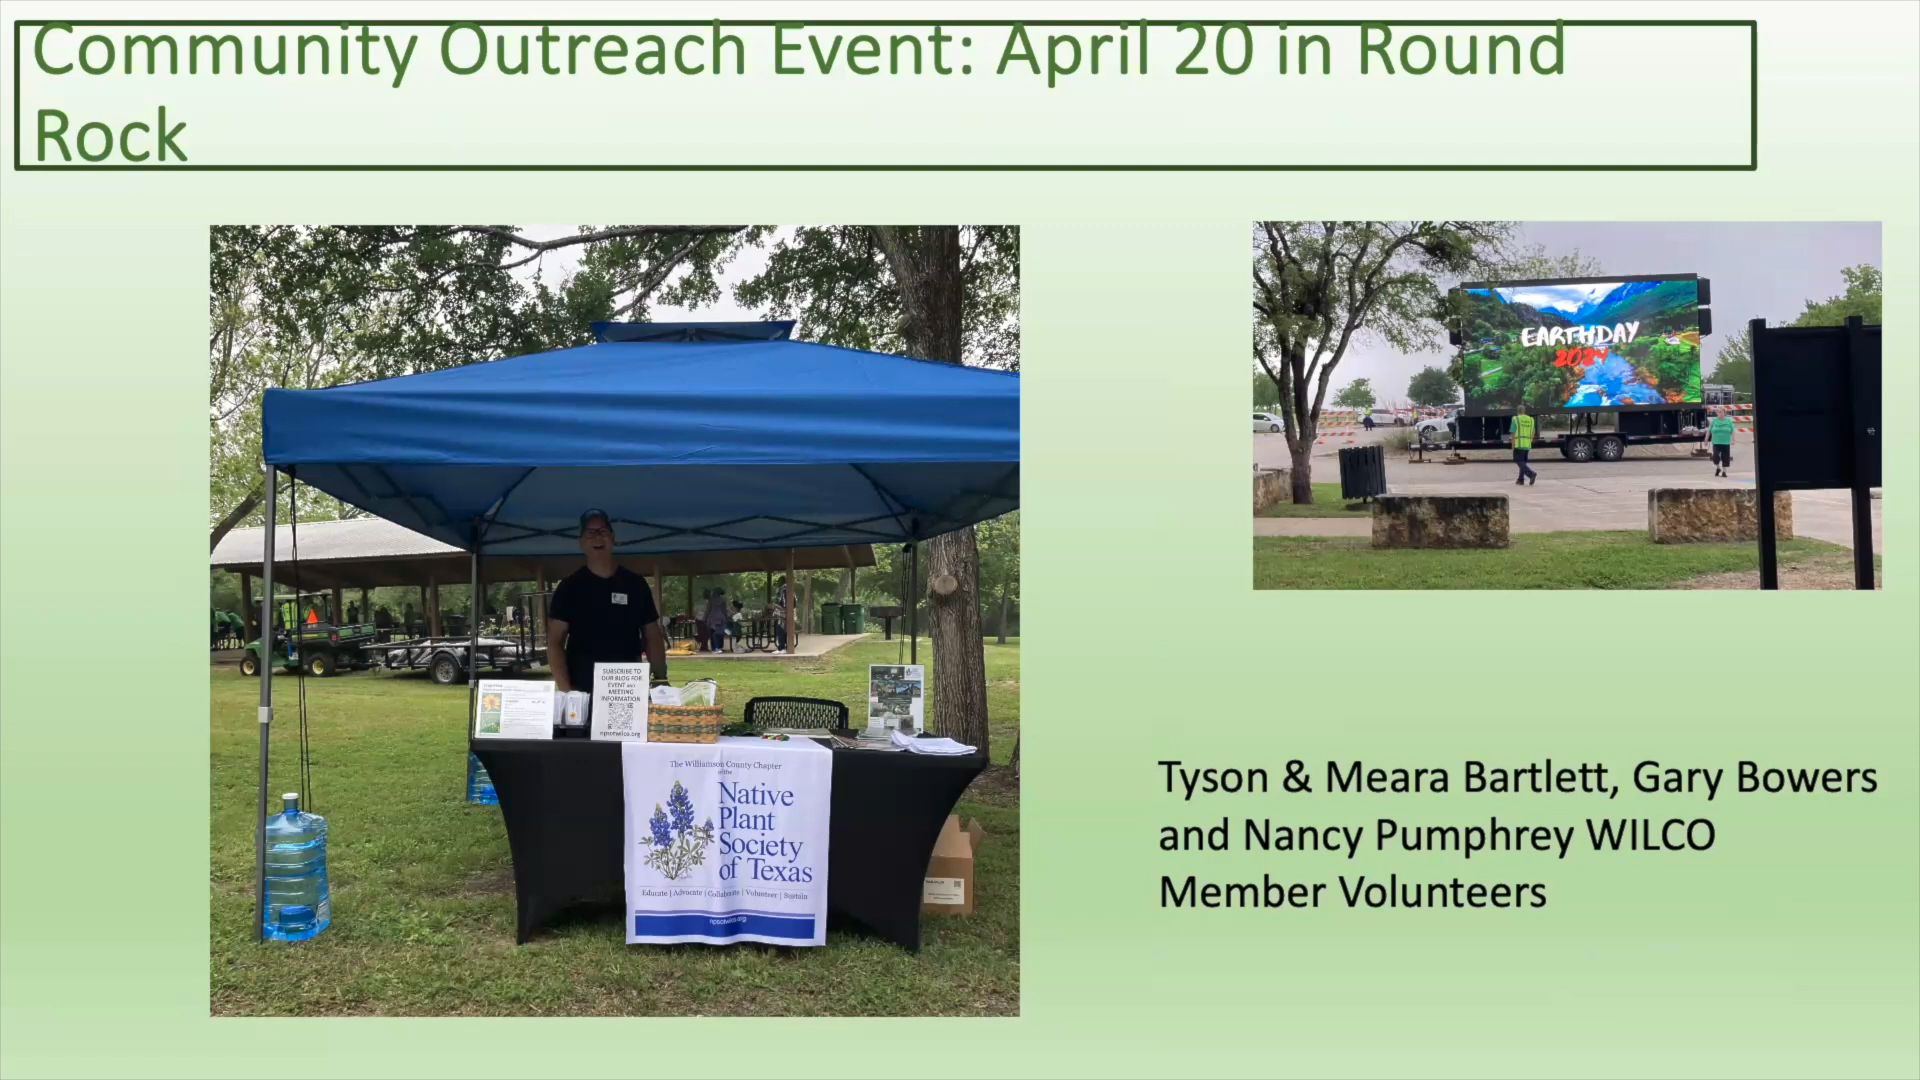 Community Outreach Event: April 20 in Round
Rock
EARTHDAY
2024
SUBSCRIBE TO
OUR BLOG FOR
EVENT AND
MEETING
INFORMATION
npsotwilco.org
The Williamson County Chapter
of the
Native
Plant
Society
of Texas
Educate | Advocate | Collaborate | Volunteer | Sustain
npsotwilco.org
Tyson & Meara Bartlett, Gary Bowers
and Nancy Pumphrey WILCO
Member Volunteers